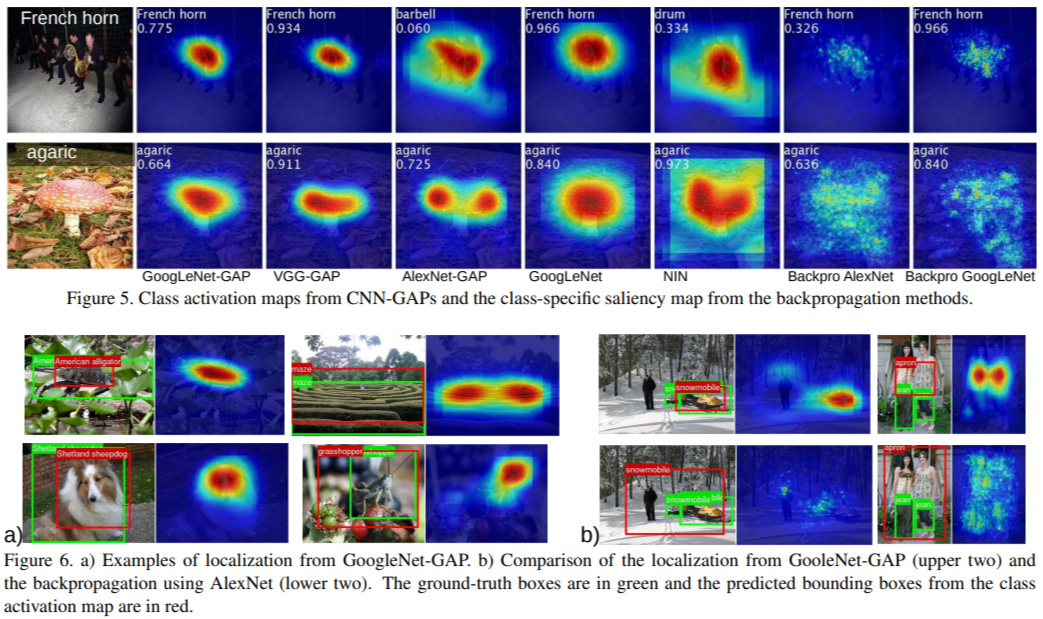 French horn
French horn
0.775
French horn
0.934
barbell
0.060
French horn
0.966
drum
0.334
French horn
0.326
French horn
0.966
agaric
agaric
0.664
agaric
0.911
agaric
0.725
agaric
0.840
agaric
0.973
agaric
0.636
agaric
0.840
GoogLeNet-GAP
VGG-GAP
AlexNet-GAP
GoogLeNet
NIN
Backpro AlexNet
Backpro GoogLeNet
Figure 5. Class activation maps from CNN-GAPs and the class-specific saliency map from the backpropagation methods.
American alligator
maze
maze
snowmobile
apron
jean
Shetland sheepdog
grasshopper
snowmobile
snowmobile
apron
jean
jean
a)
b)
Figure 6. a) Examples of localization from GoogleNet-GAP. b) Comparison of the localization from GooleNet-GAP (upper two) and
the backpropagation using AlexNet (lower two). The ground-truth boxes are in green and the predicted bounding boxes from the class
activation map are in red.